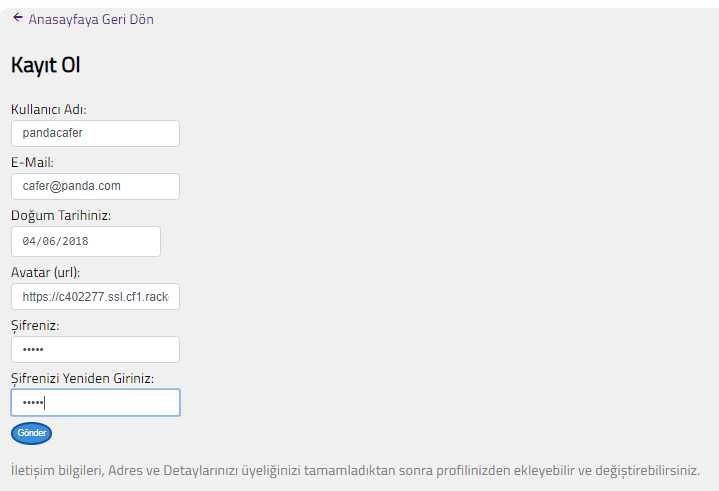 ← Anasayfaya Geri Dön
Kayıt Ol
Kullanıcı Adı:
pandacafer
E-Mail:
cafer@panda.com
Doğum Tarihiniz:
04/06/2018
Avatar (url):
https://c402277.ssl.cf1.rack
Şifreniz:
•••••
Şifrenizi Yeniden Giriniz:
•••••
Gönder
İletişim bilgileri, Adres ve Detaylarınızı üyeliğinizi tamamladıktan sonra profilinizden ekleyebilir ve değiştirebilirsiniz.